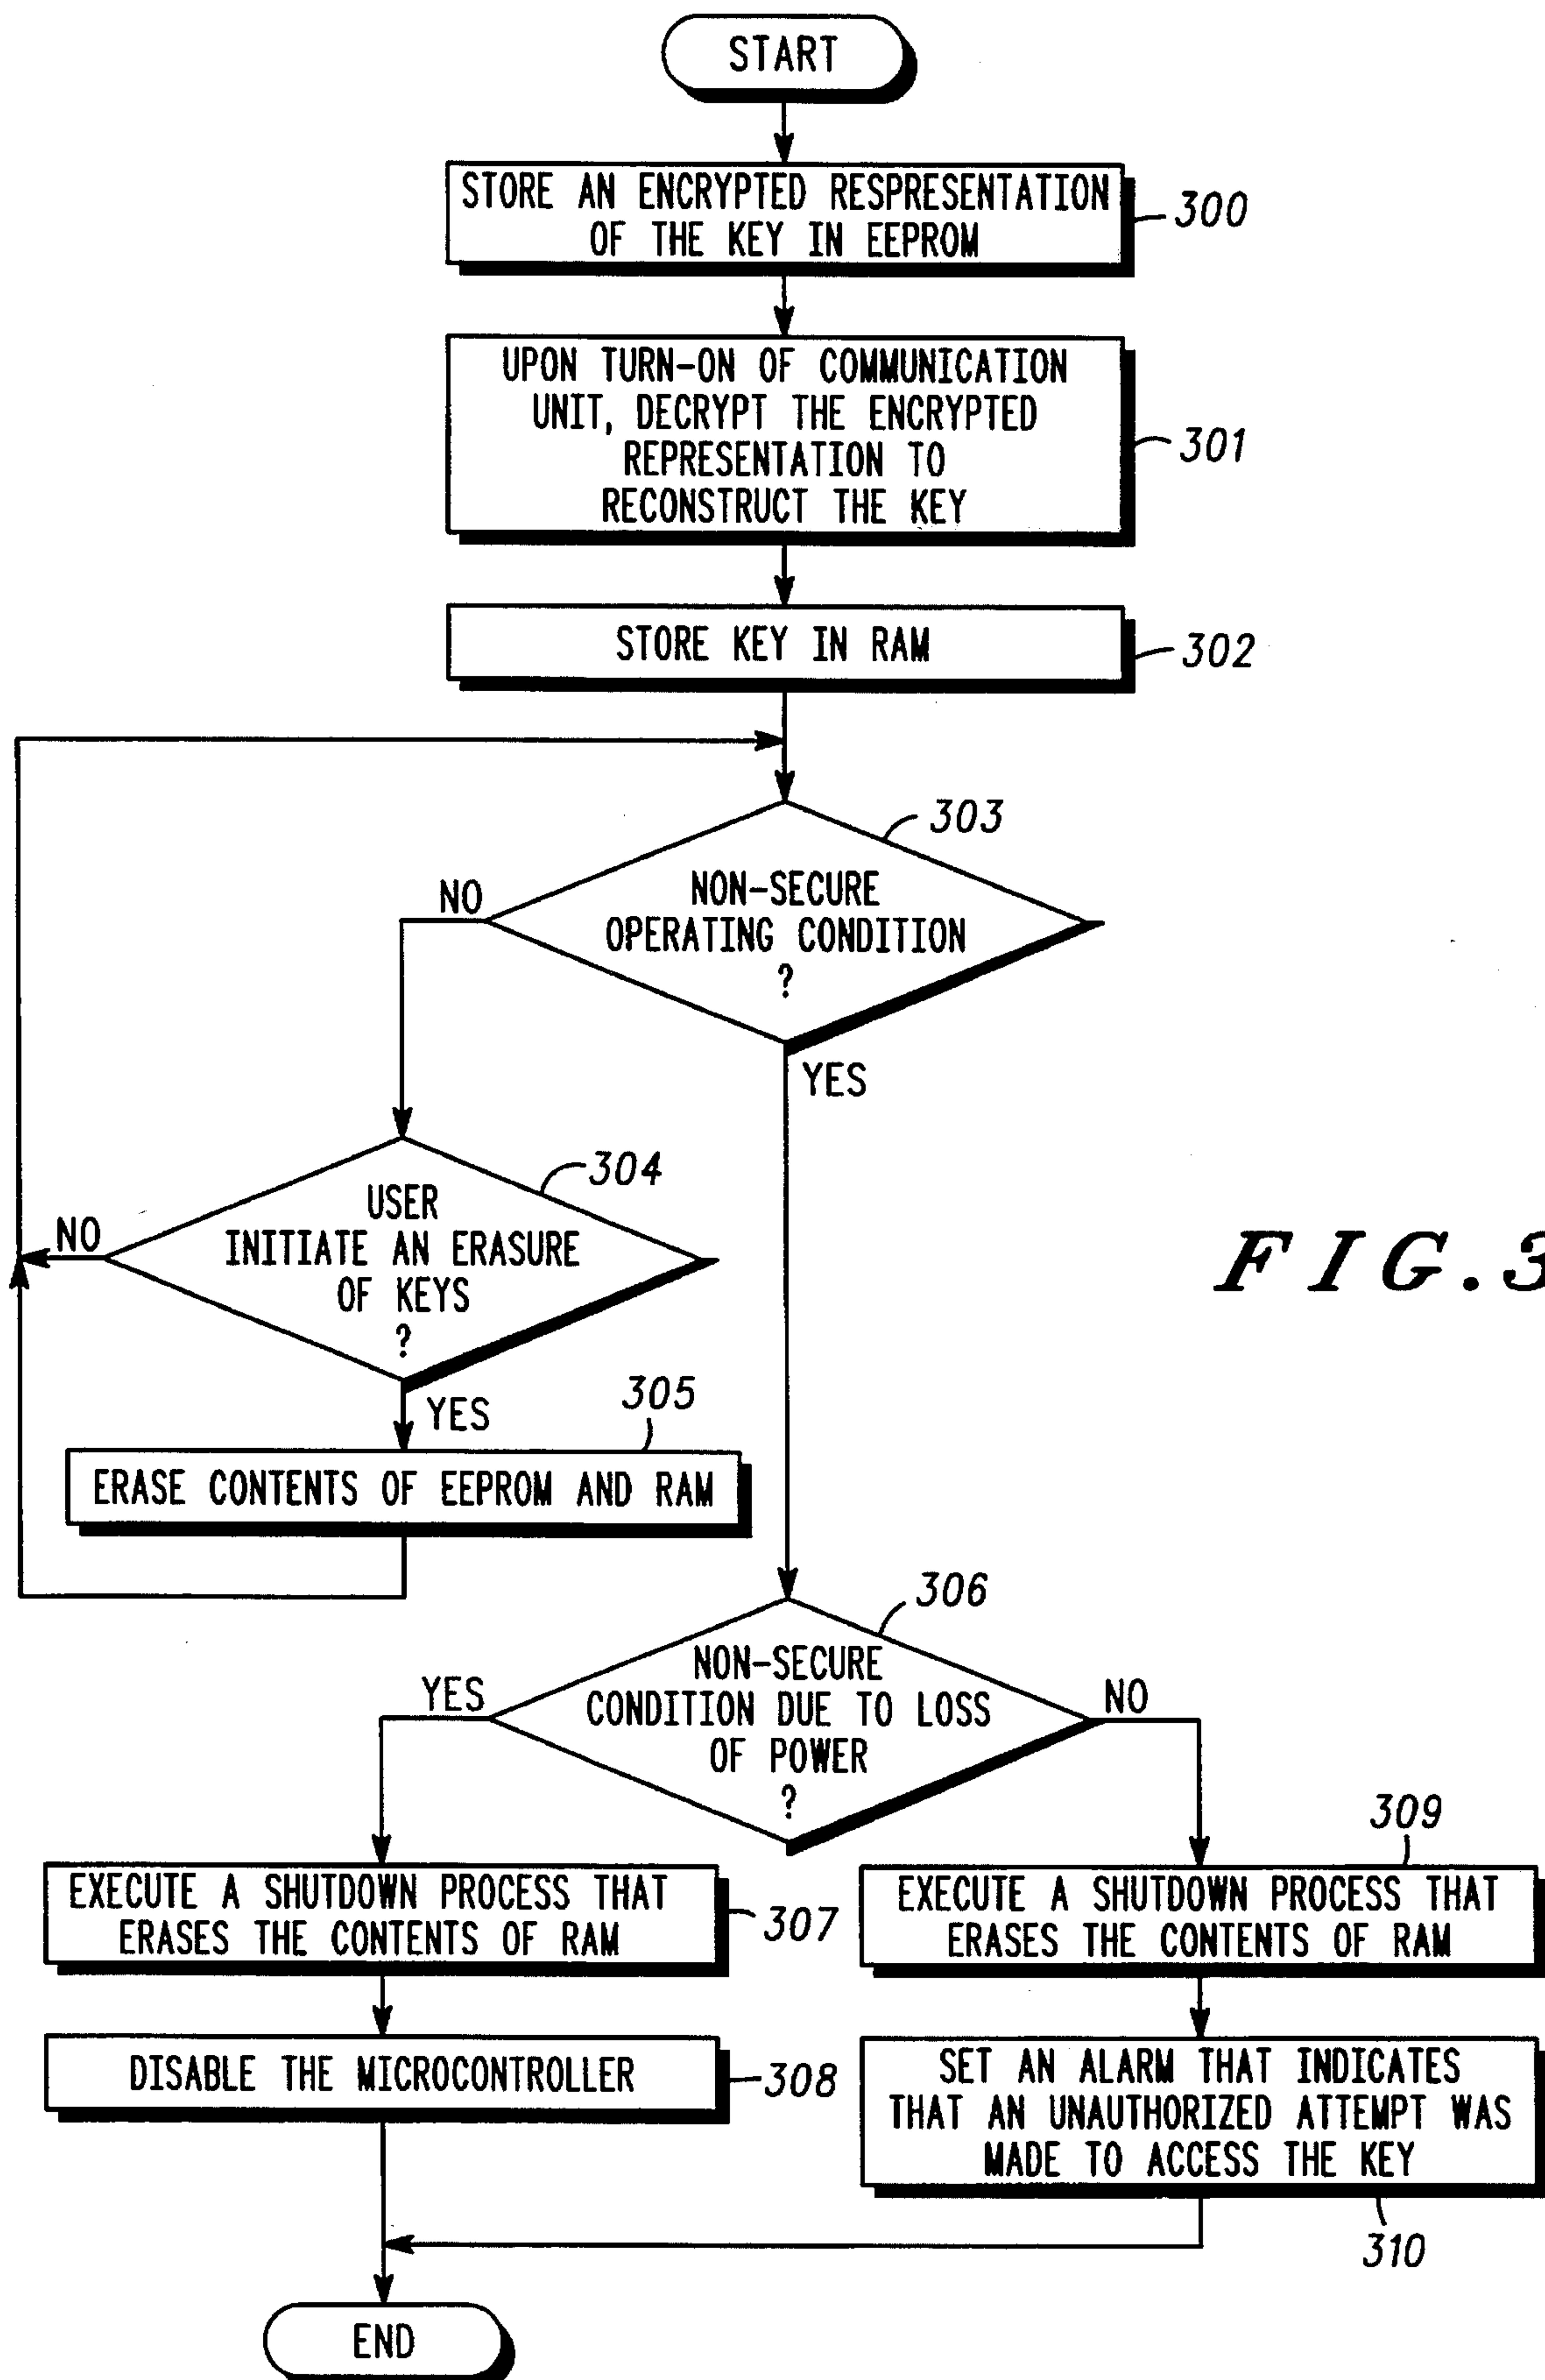 START
STORE AN ENCRYPTED RESPRESENTATION
OF THE KEY IN EEPROM
300
UPON TURN-ON OF COMMUNICATION
UNIT, DECRYPT THE ENCRYPTED
REPRESENTATION TO
RECONSTRUCT THE KEY
301
STORE KEY IN RAM
302
303
NON-SECURE
OPERATING CONDITION
?
NO
YES
304
USER
INITIATE AN ERASURE
OF KEYS
?
NO
YES
FIG.3
305
ERASE CONTENTS OF EEPROM AND RAM
306
NON-SECURE
CONDITION DUE TO LOSS
OF POWER
?
YES
NO
EXECUTE A SHUTDOWN PROCESS THAT
ERASES THE CONTENTS OF RAM
307
309
EXECUTE A SHUTDOWN PROCESS THAT
ERASES THE CONTENTS OF RAM
DISABLE THE MICROCONTROLLER
308
SET AN ALARM THAT INDICATES
THAT AN UNAUTHORIZED ATTEMPT WAS
MADE TO ACCESS THE KEY
310
END